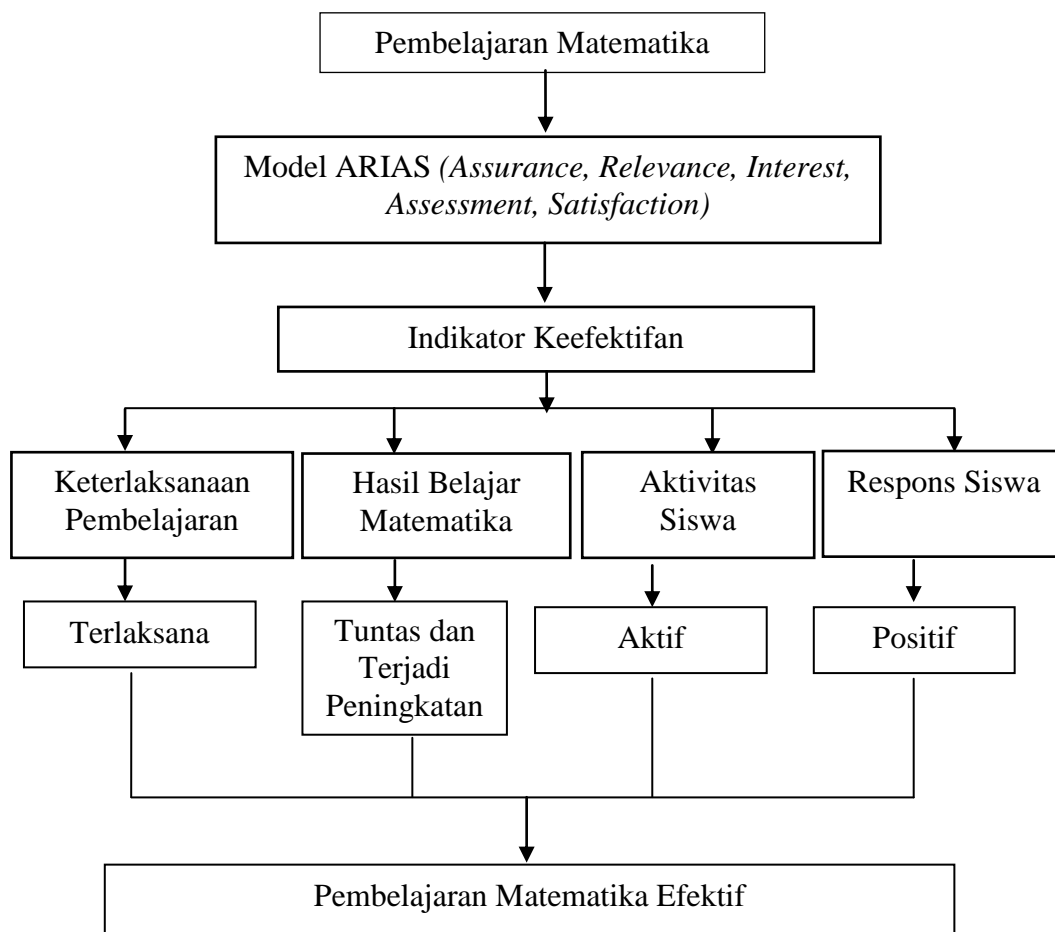 Pembelajaran Matematika
Model ARIAS (Assurance, Relevance, Interest,
Assessment, Satisfaction)
Indikator Keefektifan
Keterlaksanaan
Pembelajaran
Hasil Belajar
Matematika
Aktivitas
Siswa
Respons Siswa
Terlaksana
Tuntas dan
Terjadi
Peningkatan
Aktif
Positif
Pembelajaran Matematika Efektif